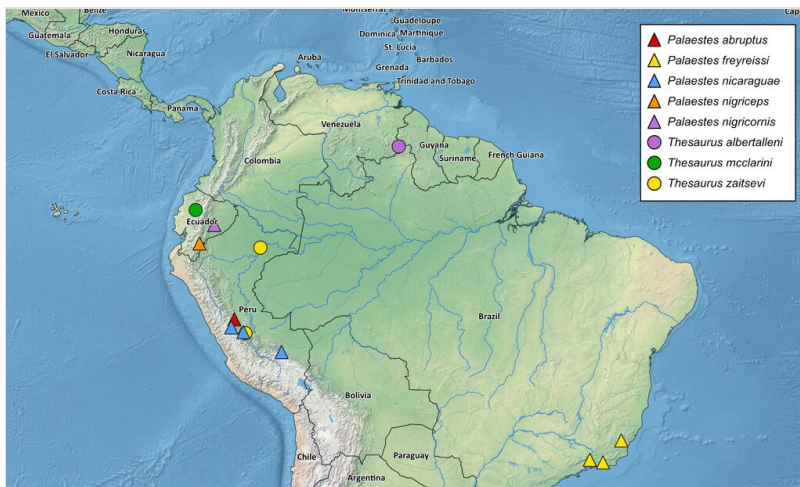 Mexico
Belize
Montserrat
Cap
Guatemala
Honduras
Guadeloupe
Dominica
Martinique
El Salvador
Nicaragua
St. Lucia
Aruba
Barbados
Grenada
Costa Rica
Trinidad and Tobago
Panama
Venezuela
Guyana
Colombia
Suriname
French Guiana
Ecuador
Peru
Brazil
Bolivia
Chile
Paraguay
Argentina
Palaestes abruptus
Palaestes freyreissi
Palaestes nicaraguae
Palaestes nigriceps
Palaestes nigricornis
Thesaurus albertalleni
Thesaurus mcclarini
Thesaurus zaitsevi